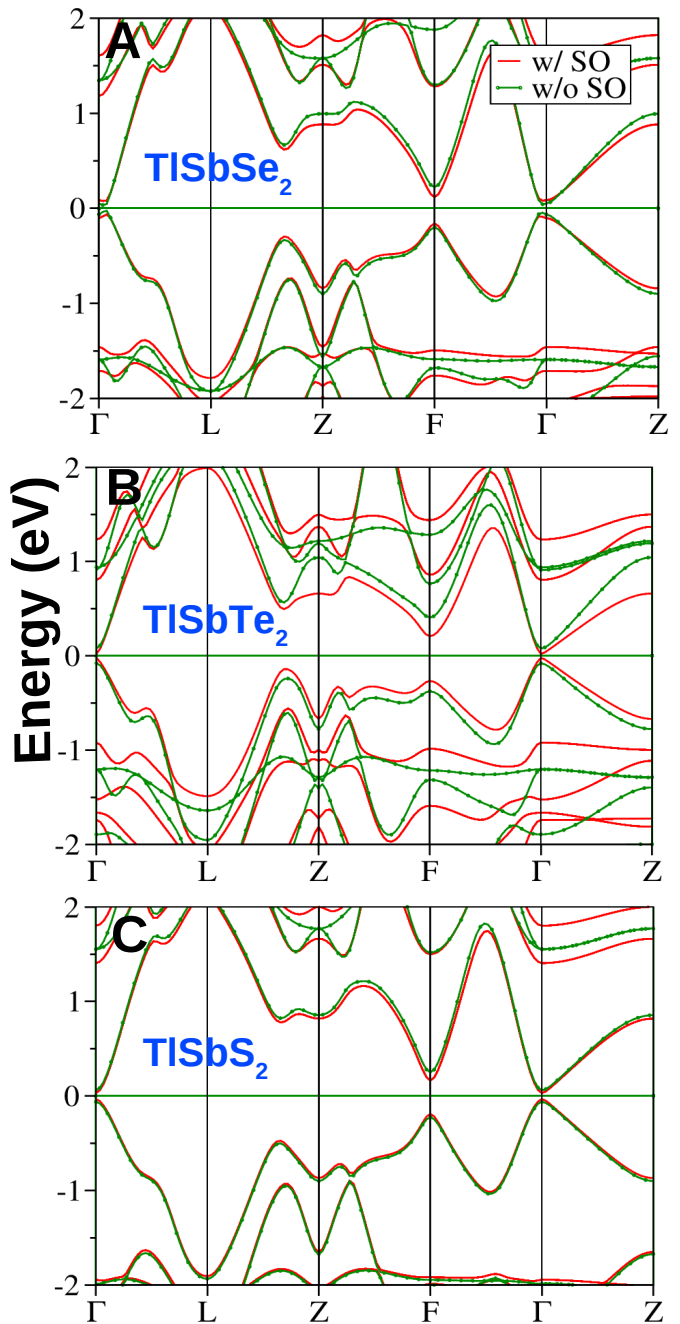 A
w/ SO
w/o SO
TlSbSe2
2
1
0
-1
-2
Γ L Z F Γ Z
Energy (eV)
B
TlSbTe2
2
1
0
-1
-2
Γ L Z F Γ Z
C
TlSbS2
2
1
0
-1
-2
Γ L Z F Γ Z